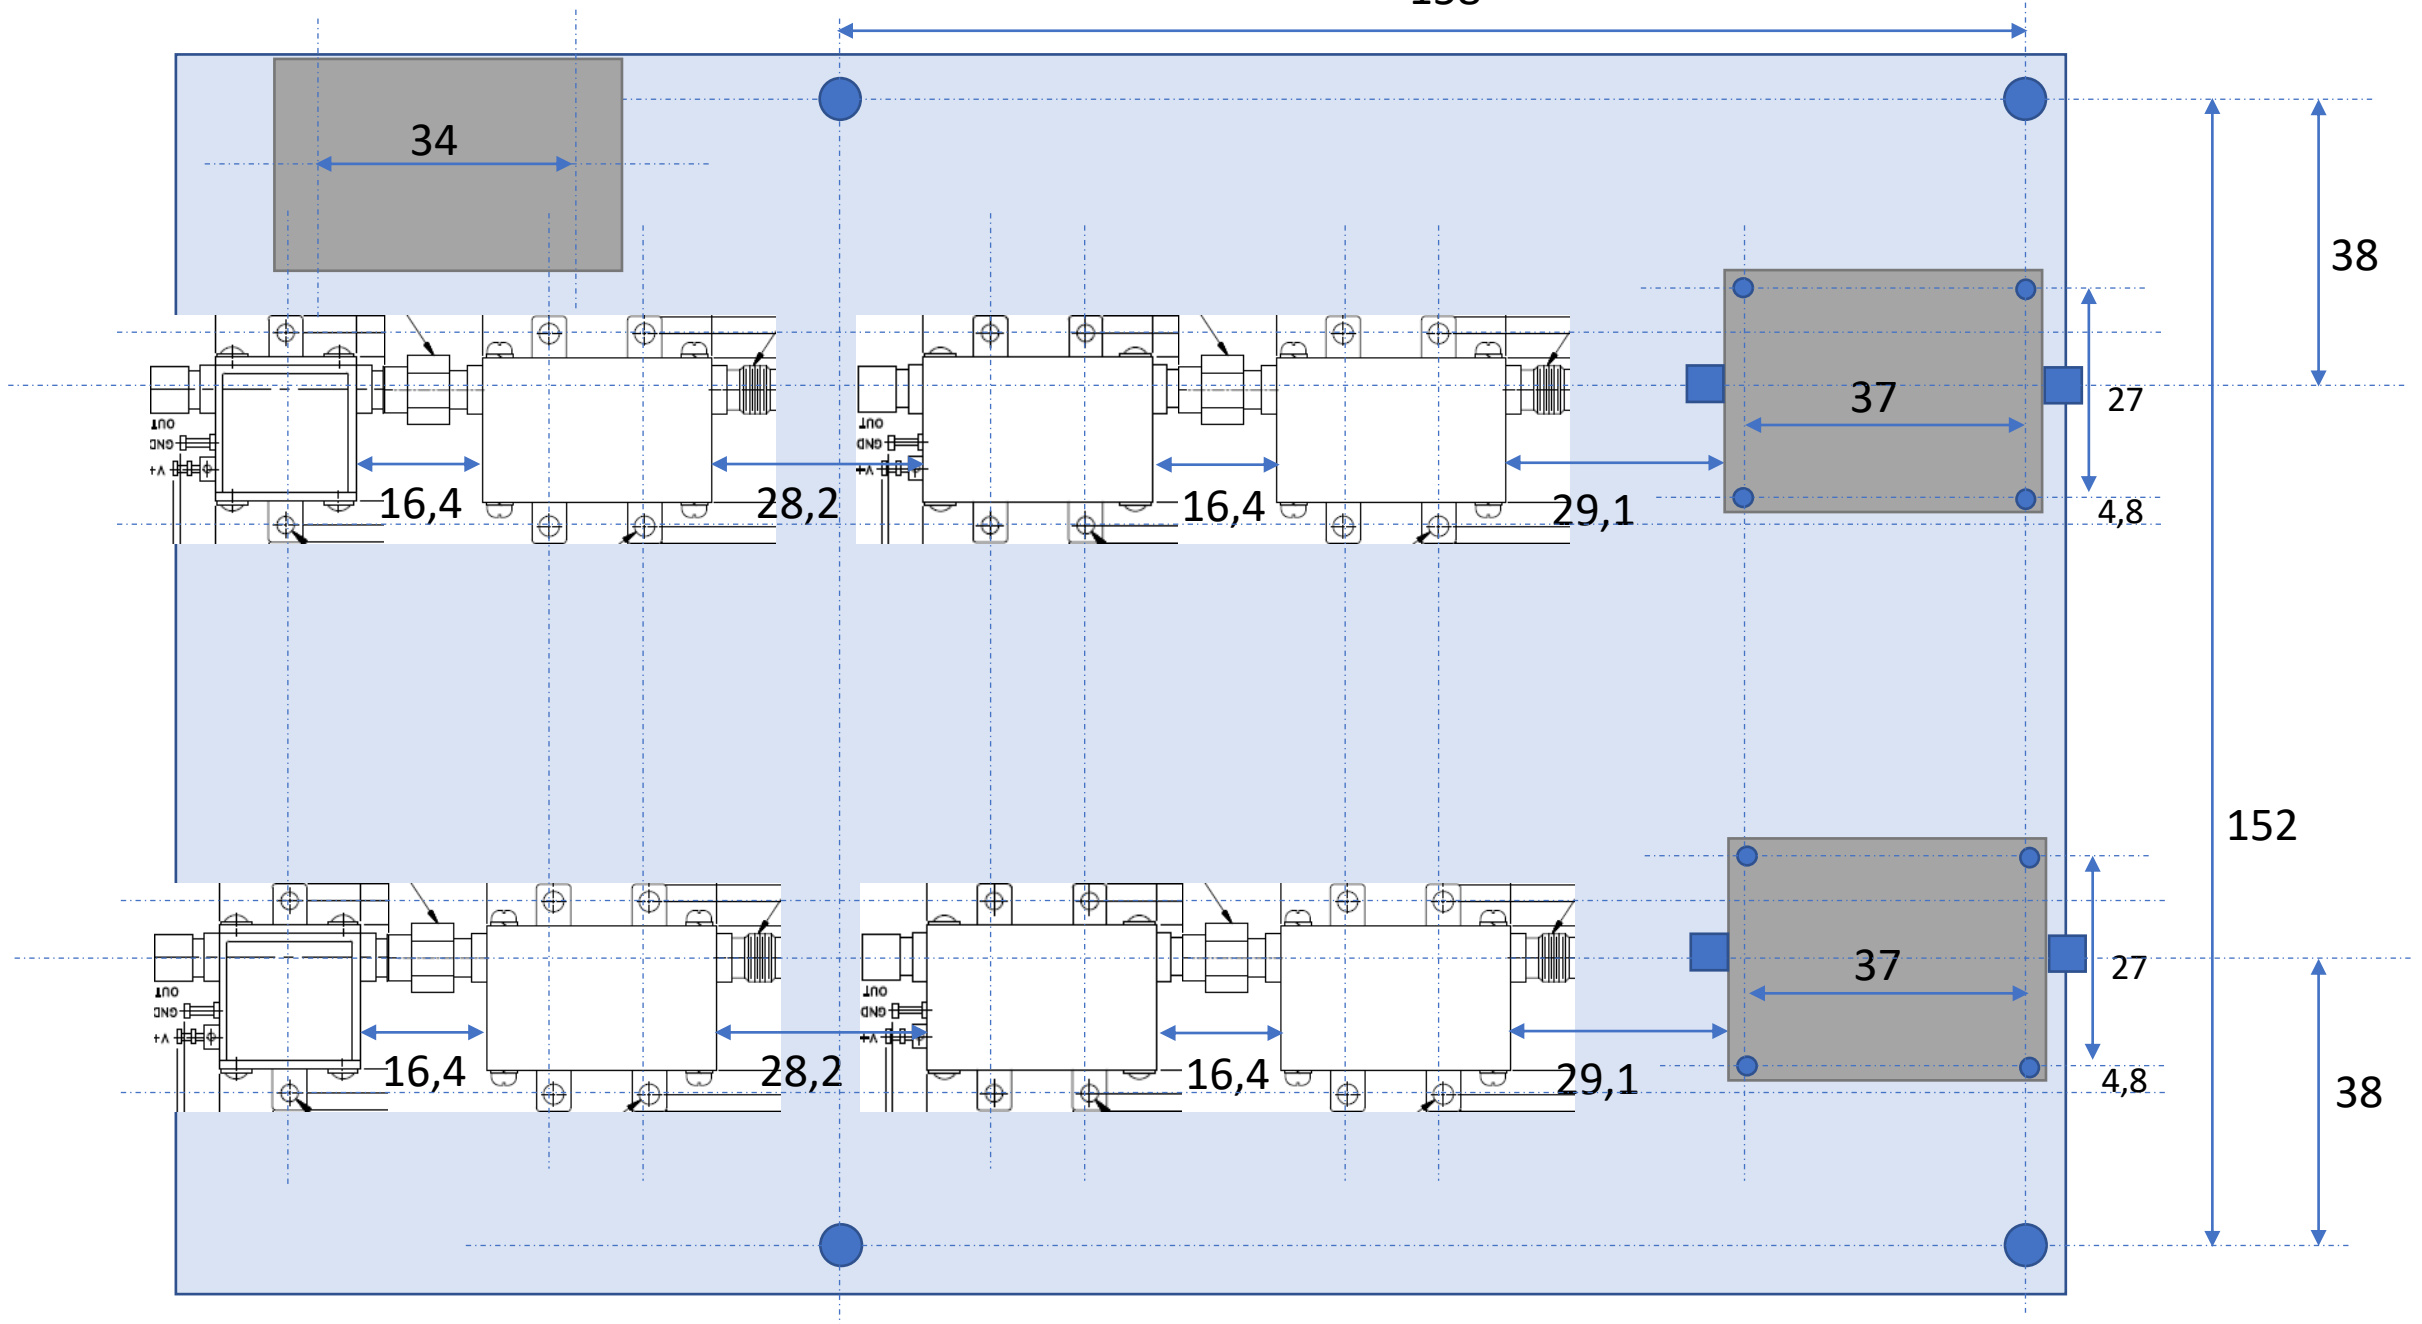 34
38
37
27
OUT
GND
V+
OUT
GND
V+
16,4
28,2
16,4
29,1
4,8
152
37
27
OUT
GND
V+
OUT
GND
V+
16,4
28,2
16,4
29,1
4,8
38